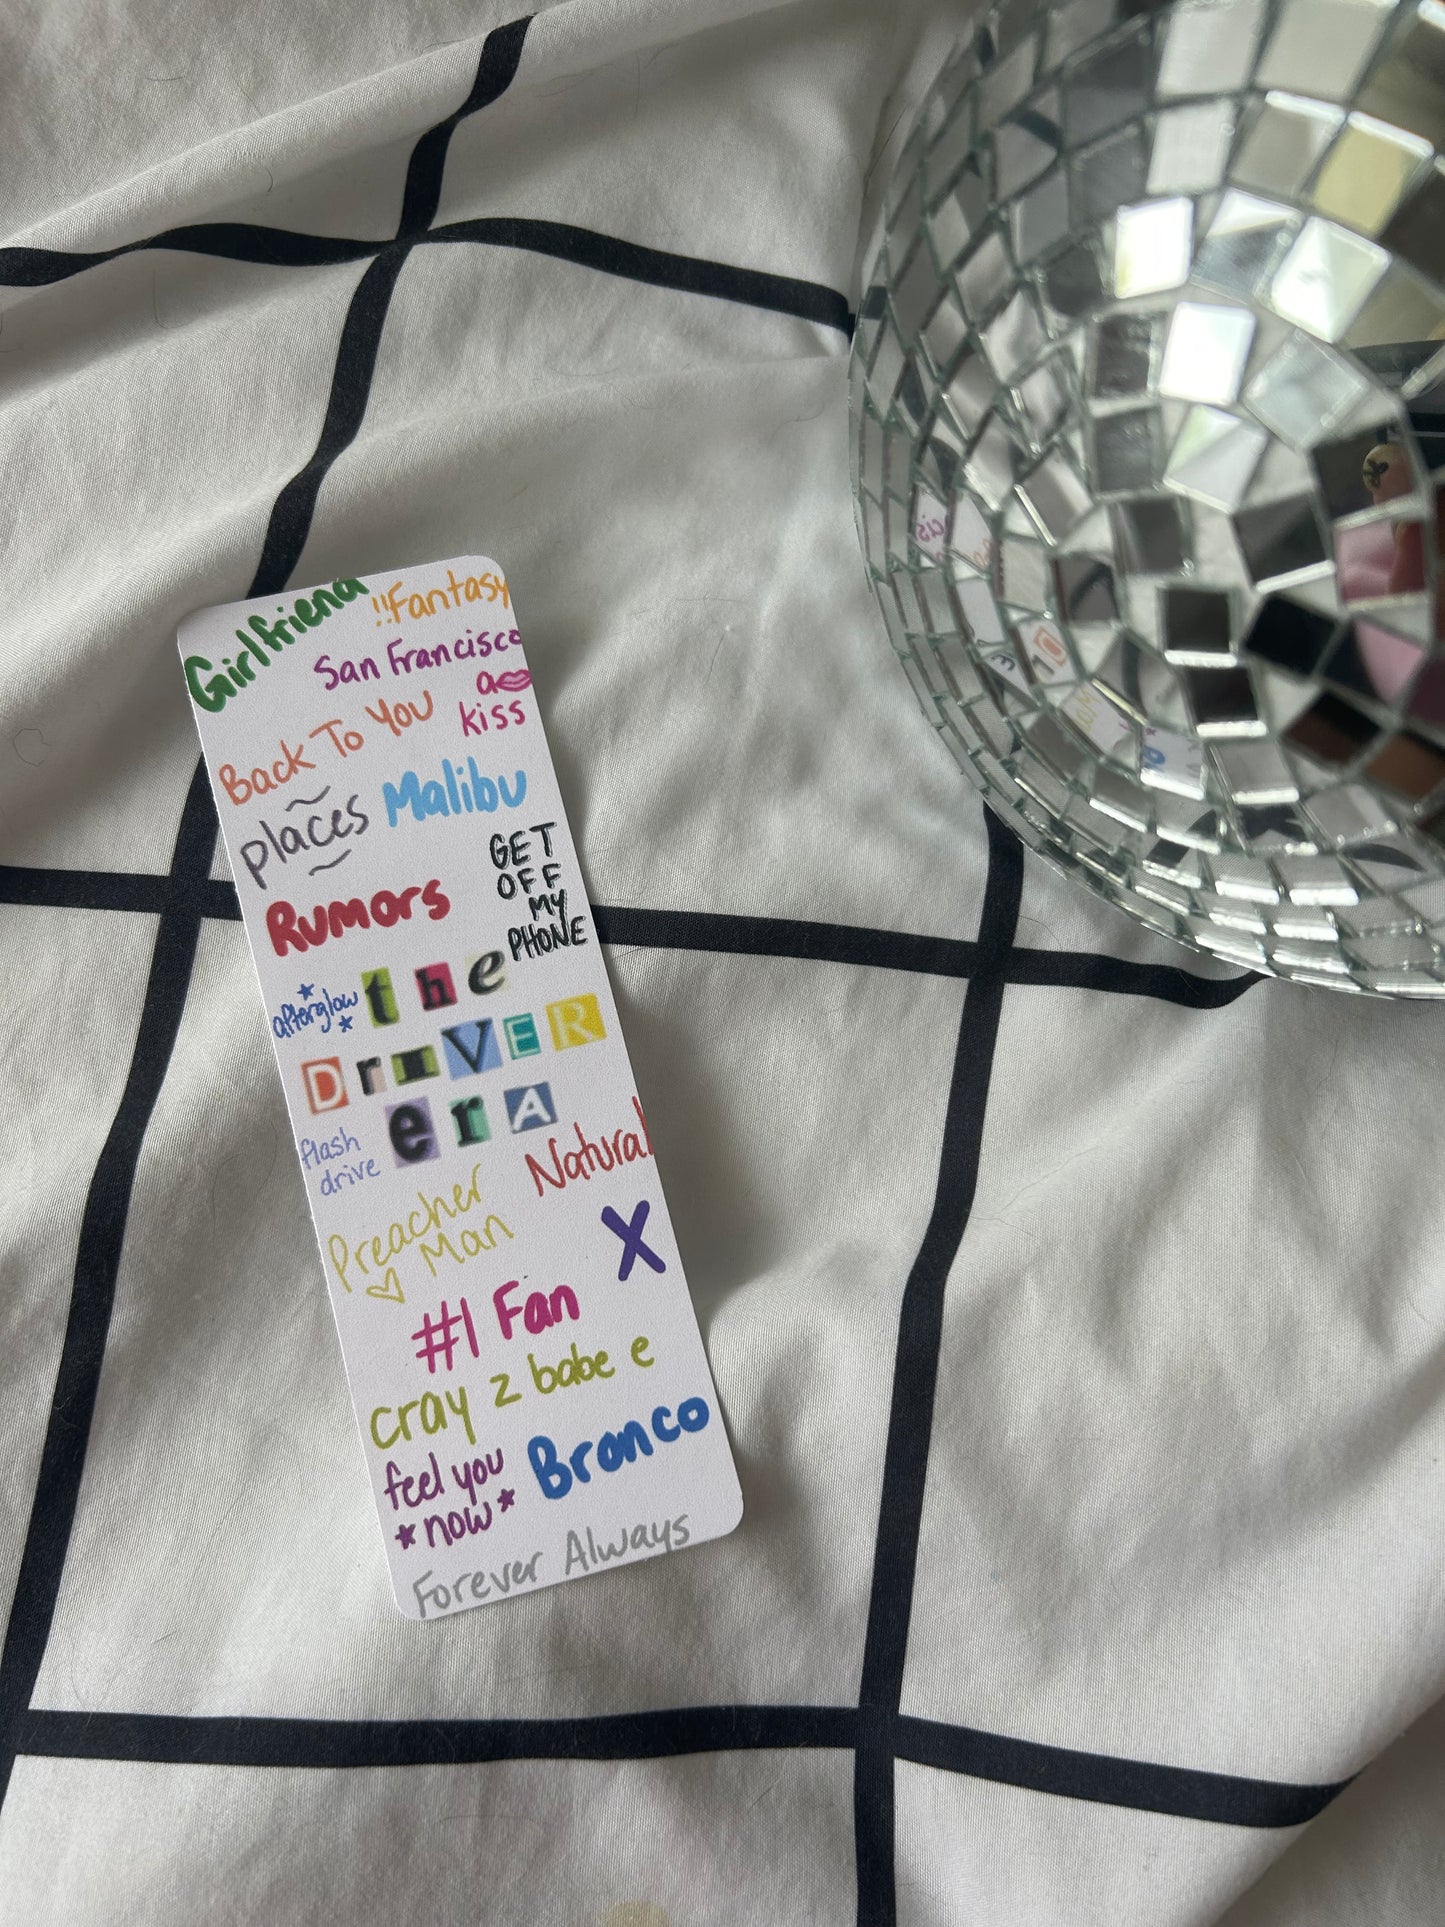 Girlfriend
!!Fantasy
San Francisco
a
kiss
Back To You
places
Malibu
GET
OFF
MY
PHONE
Rumors
afterglow
the
DrIVER
erA
flash
drive
Natural
Preacher
Man
X
#1 Fan
cray z babe e
feel you
*now*
Bronco
Forever Always